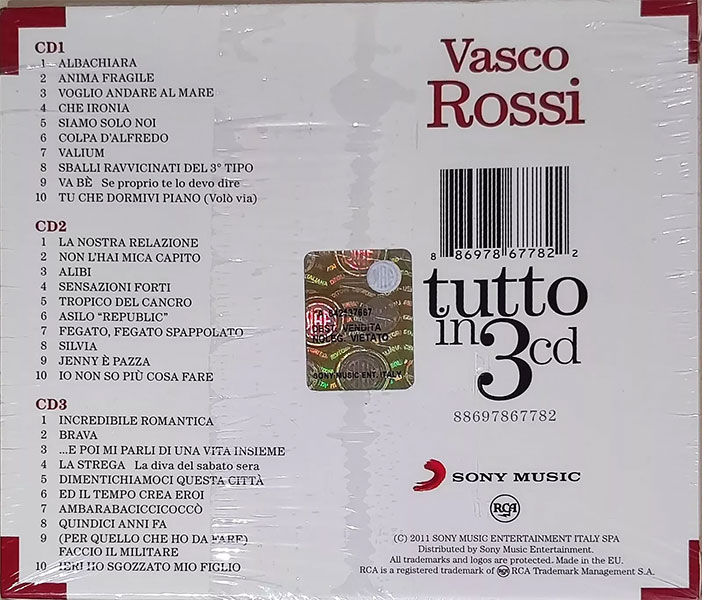 CD1
1 ALBACHIARA
2 ANIMA FRAGILE
3 VOGLIO ANDARE AL MARE
4 CHE IRONIA
5 SIAMO SOLO NOI
6 COLPA D'ALFREDO
7 VALIUM
8 SBALLI RAVVICINATI DEL 3° TIPO
9 VA BÈ Se proprio te lo devo dire
10 TU CHE DORMIVI PIANO (Volò via)
CD2
1 LA NOSTRA RELAZIONE
2 NON L'HAI MICA CAPITO
3 ALIBI
4 SENSAZIONI FORTI
5 TROPICO DEL CANCRO
6 ASILO "REPUBLIC"
7 FEGATO, FEGATO SPAPPOLATO
8 SILVIA
9 JENNY È PAZZA
10 IO NON SO PIÙ COSA FARE
CD3
1 INCREDIBILE ROMANTICA
2 BRAVA
3 ...E POI MI PARLI DI UNA VITA INSIEME
4 LA STREGA La diva del sabato sera
5 DIMENTICHIAMOCI QUESTA CITTÀ
6 ED IL TEMPO CREA EROI
7 AMBARABACICCICOCCÒ
8 QUINDICI ANNI FA
9 (PER QUELLO CHE HO DA FARE)
FACCIO IL MILITARE
10 IERI HO SGOZZATO MIO FIGLIO
DEST. VENDITA
NOLEG. VIETATO
SONY MUSIC ENT. ITALY
Vasco
Rossi
8 86978 67782 2
tutto
in 3 cd
88697867782
SONY MUSIC
RCA
(C) 2011 SONY MUSIC ENTERTAINMENT ITALY SPA
Distributed by Sony Music Entertainment.
All trademarks and logos are protected. Made in the EU.
RCA is a registered trademark of RCA Trademark Management S.A.